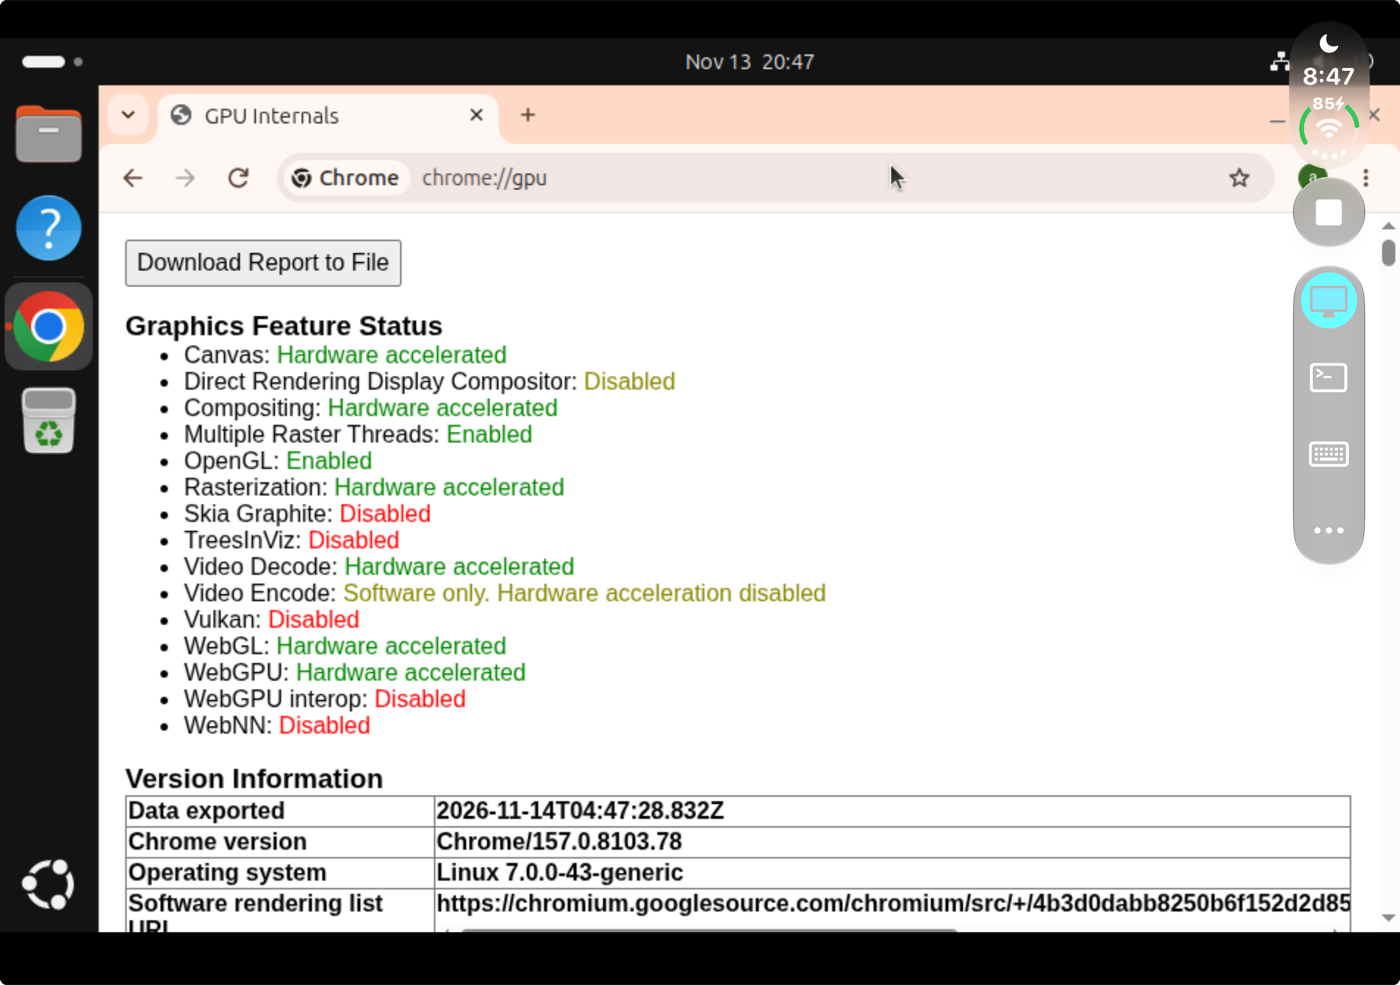 Nov 13 20:47
8:47
85
GPU Internals
Chrome
chrome://gpu
a
Download Report to File
Graphics Feature Status
Canvas: Hardware accelerated
Direct Rendering Display Compositor: Disabled
Compositing: Hardware accelerated
Multiple Raster Threads: Enabled
OpenGL: Enabled
Rasterization: Hardware accelerated
Skia Graphite: Disabled
TreesInViz: Disabled
Video Decode: Hardware accelerated
Video Encode: Software only. Hardware acceleration disabled
Vulkan: Disabled
WebGL: Hardware accelerated
WebGPU: Hardware accelerated
WebGPU interop: Disabled
WebNN: Disabled
Version Information
Data exported 2026-11-14T04:47:28.832Z
Chrome version Chrome/157.0.8103.78
Operating system Linux 7.0.0-43-generic
Software rendering list https://chromium.googlesource.com/chromium/src/+/4b3d0dabb8250b6f152d2d85
URL